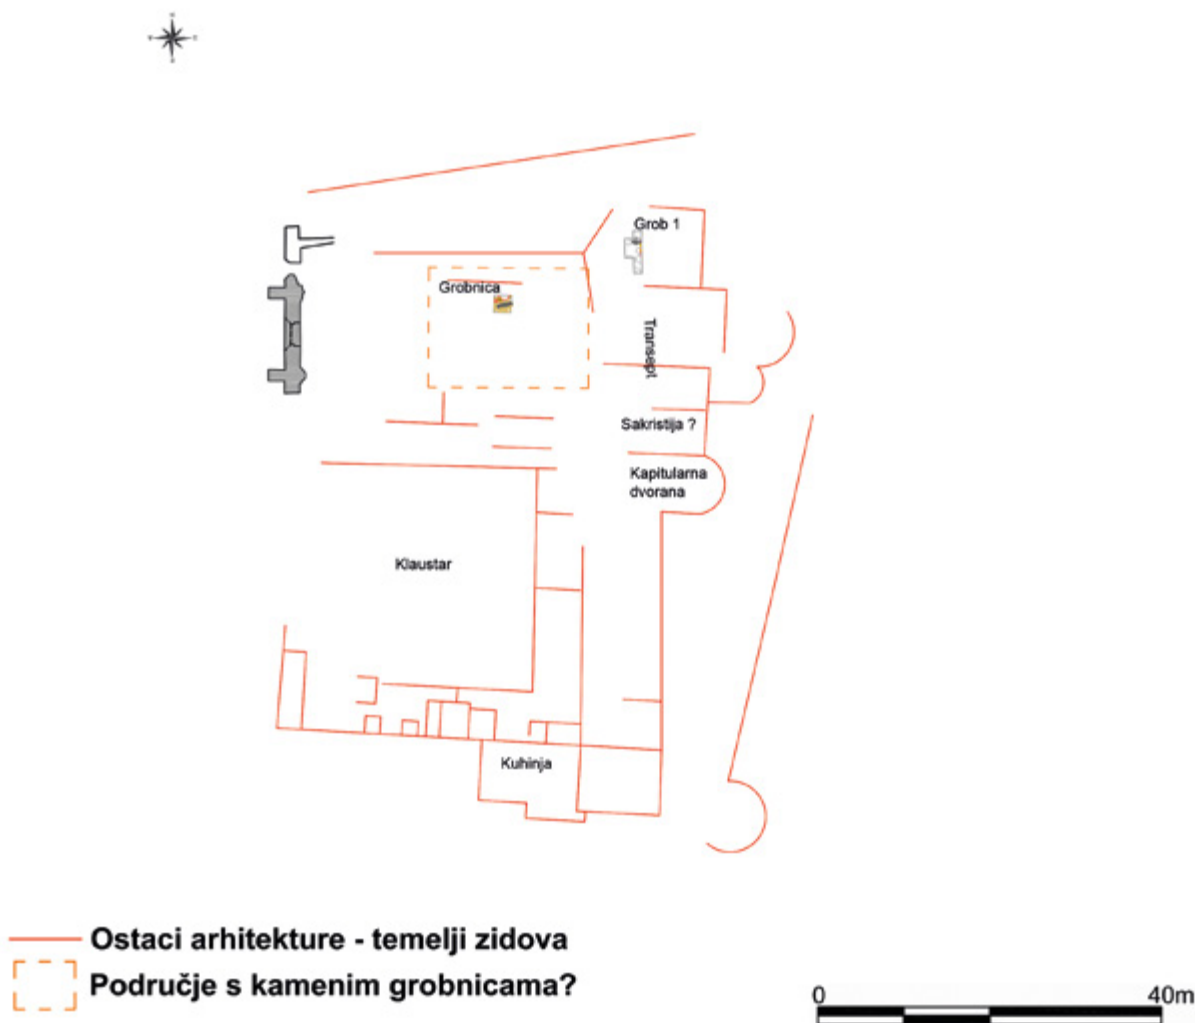 Grob 1
Grobnica
Transept
Sakristija ?
Kapitularna
dvorana
Klaustar
Kuhinja
Ostaci arhitekture - temelji zidova
Područje s kamenim grobnicama?
0 40m